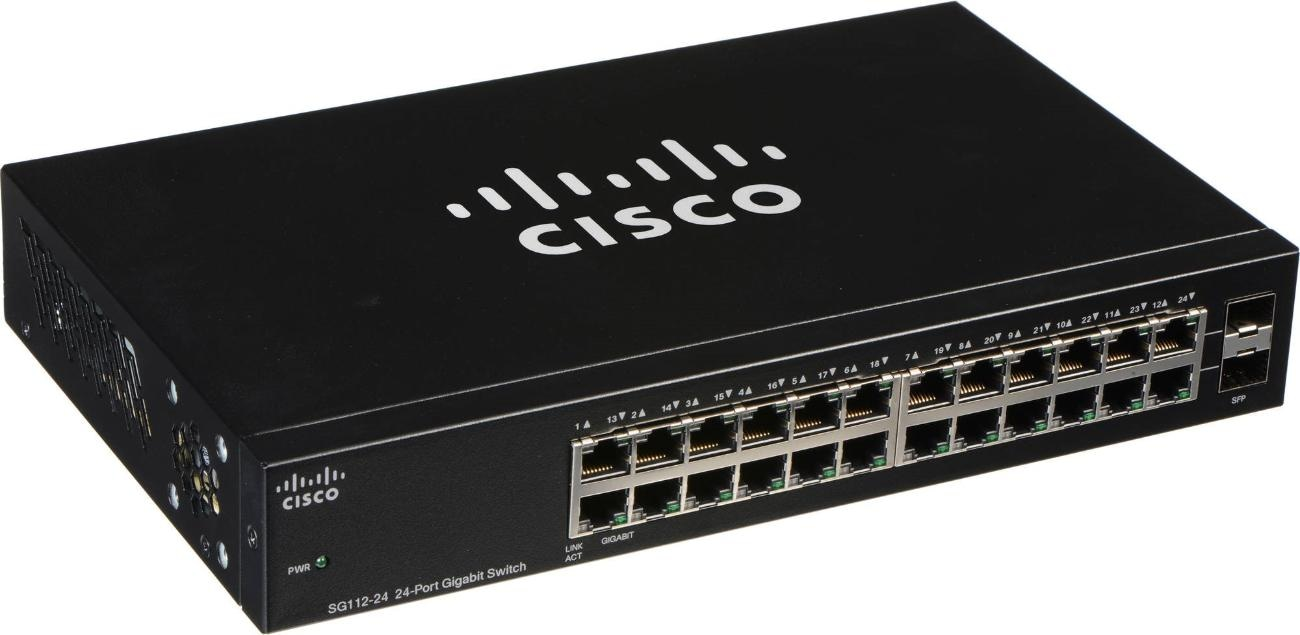 CISCO
1▲ 13▼ 2▲ 14▼ 3▲ 15▼ 4▲ 16▼ 5▲ 17▼ 6▲ 18▼ 7▲ 19▼ 8▲ 20▼ 9▲ 21▼ 10▲ 22▼ 11▲ 23▼ 12▲ 24▼
SFP
CISCO
LINK
ACT
GIGABIT
PWR
SG112-24 24-Port Gigabit Switch